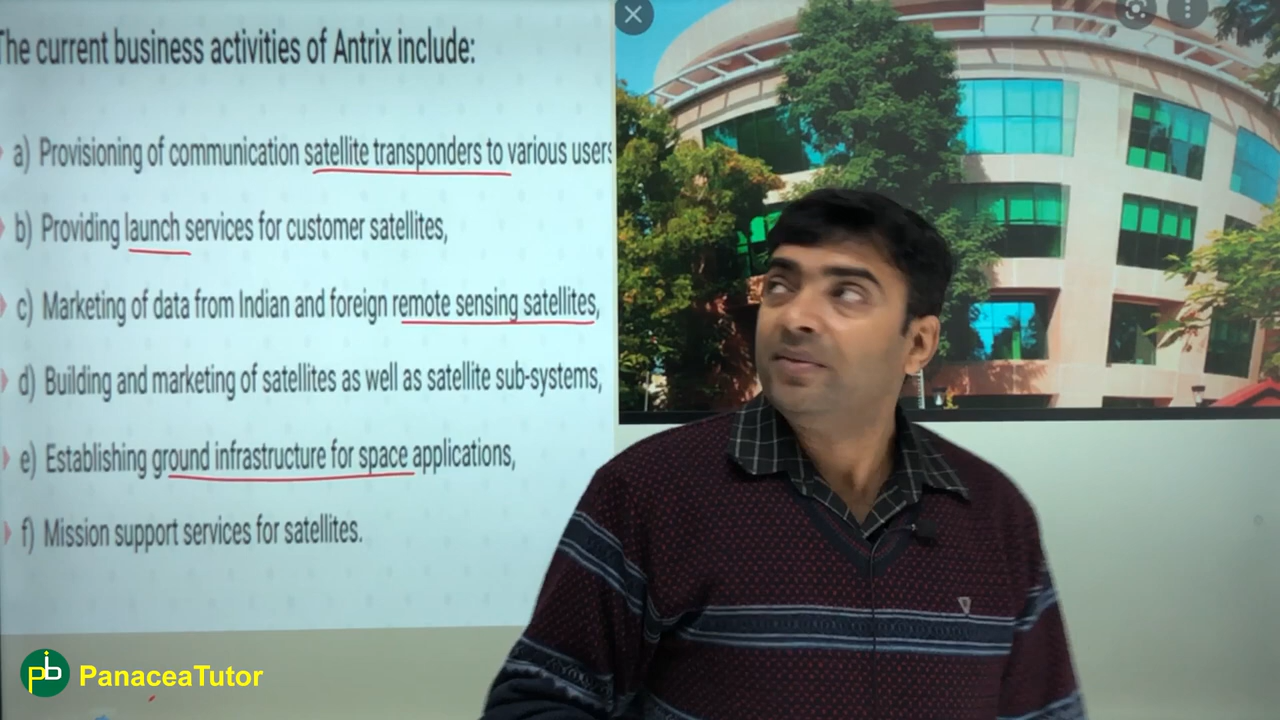 The current business activities of Antrix include:
a) Provisioning of communication satellite transponders to various users
b) Providing launch services for customer satellites,
c) Marketing of data from Indian and foreign remote sensing satellites,
d) Building and marketing of satellites as well as satellite sub-systems,
e) Establishing ground infrastructure for space applications,
f) Mission support services for satellites.
pib PanaceaTutor